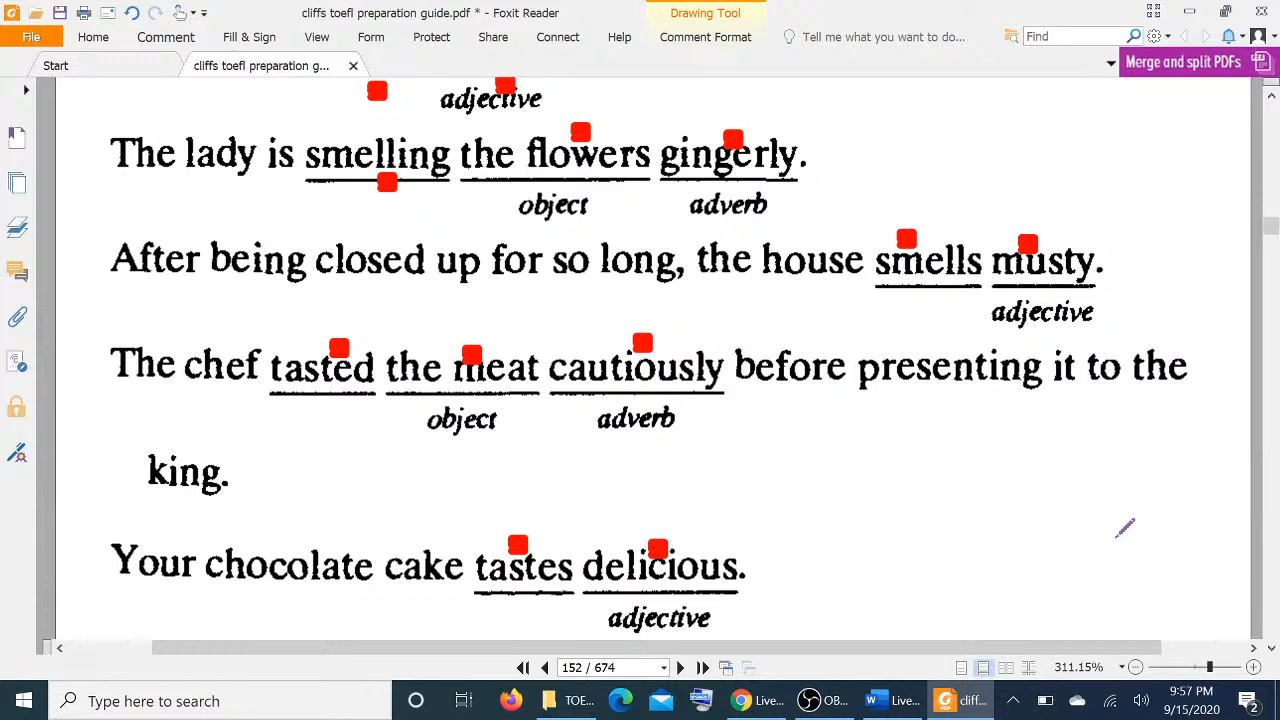 cliffs toefl preparation guide.pdf * - Foxit Reader
Drawing Tool
File Home Comment Fill & Sign View Form Protect Share Connect Help Comment Format Tell me what you want to do... Find
Start cliffs toefl preparation g... Merge and split PDFs
adjective
The lady is smelling the flowers gingerly.
object adverb
After being closed up for so long, the house smells musty.
adjective
The chef tasted the meat cautiously before presenting it to the
object adverb
king.
Your chocolate cake tastes delicious.
adjective
152 / 674 311.15%
Type here to search TOE... Live... OB... Live... cliff... 9:57 PM
9/15/2020 2